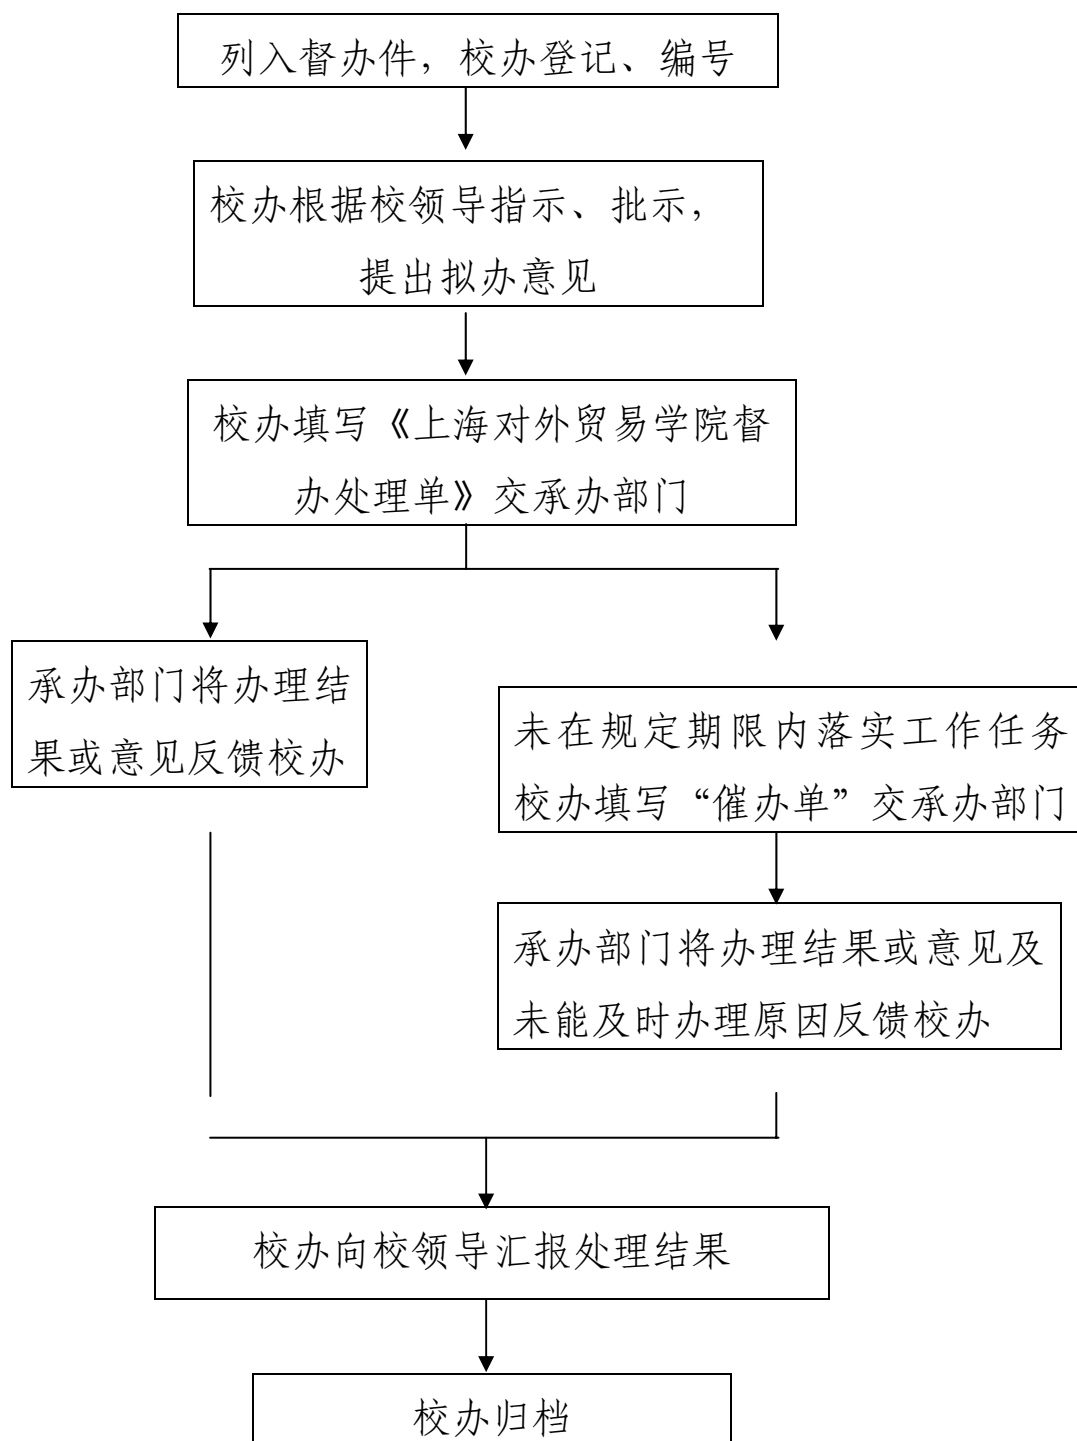 列入督办件，校办登记、编号
校办根据校领导指示、批示，
提出拟办意见
校办填写《上海对外贸易学院督
办处理单》交承办部门
承办部门将办理结
果或意见反馈校办
未在规定期限内落实工作任务
校办填写“催办单”交承办部门
承办部门将办理结果或意见及
未能及时办理原因反馈校办
校办向校领导汇报处理结果
校办归档